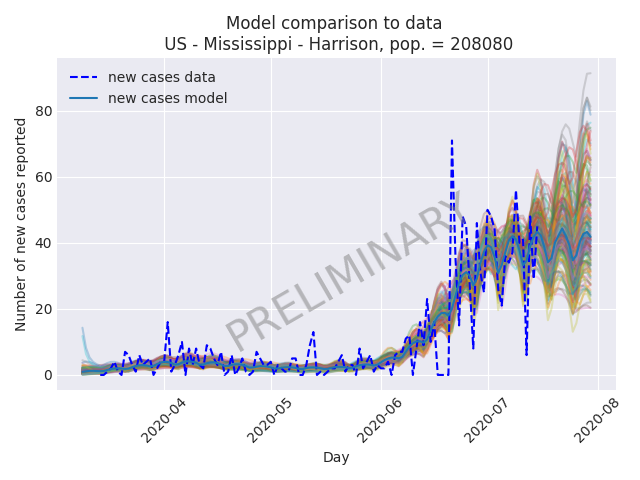 Model comparison to data
US - Mississippi - Harrison, pop. = 208080
new cases data
new cases model
Number of new cases reported
80
60
40
20
0
PRELIMINARY
2020-04
2020-05
2020-06
2020-07
2020-08
Day